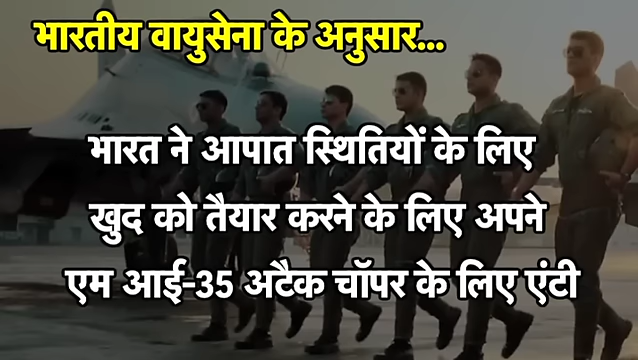 भारतीय वायुसेना के अनुसार...
भारत ने आपात स्थितियों के लिए
खुद को तैयार करने के लिए अपने
एम आई-35 अटैक चॉपर के लिए एंटी